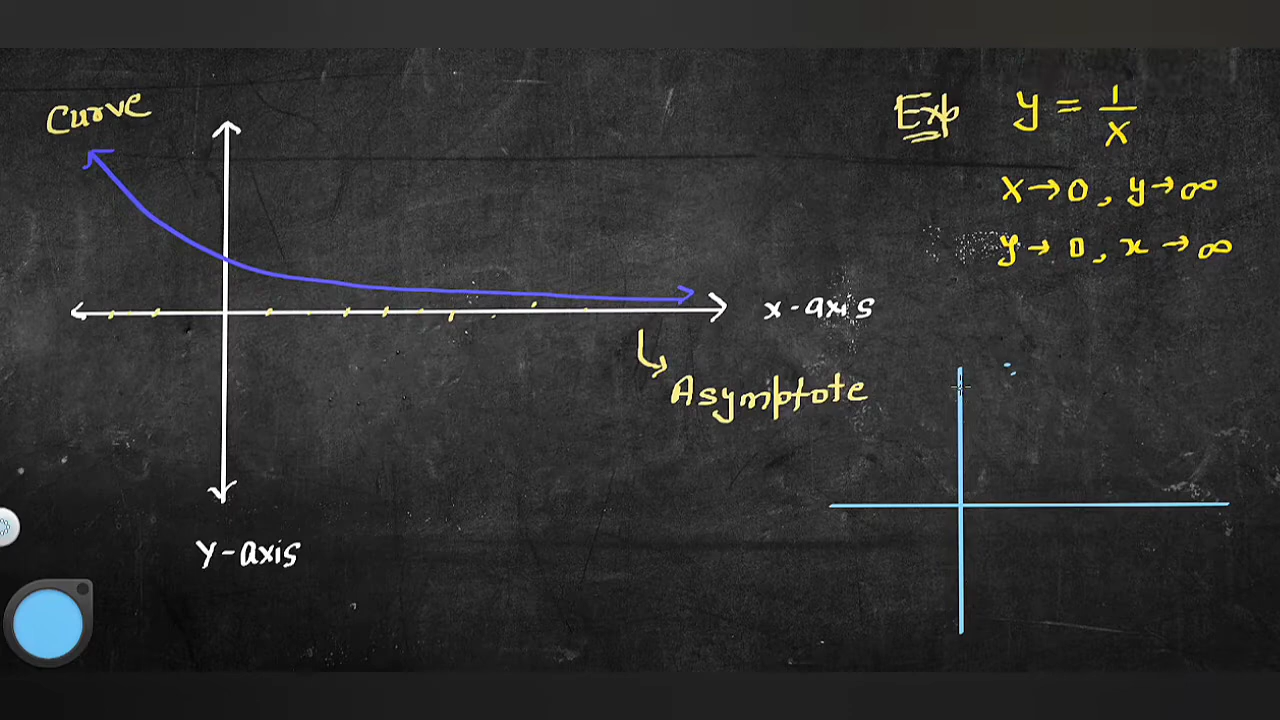 Curve
Exp y = 1/x
x → 0, y → ∞
y → 0, x → ∞
x-axis
Asymptote
y-axis